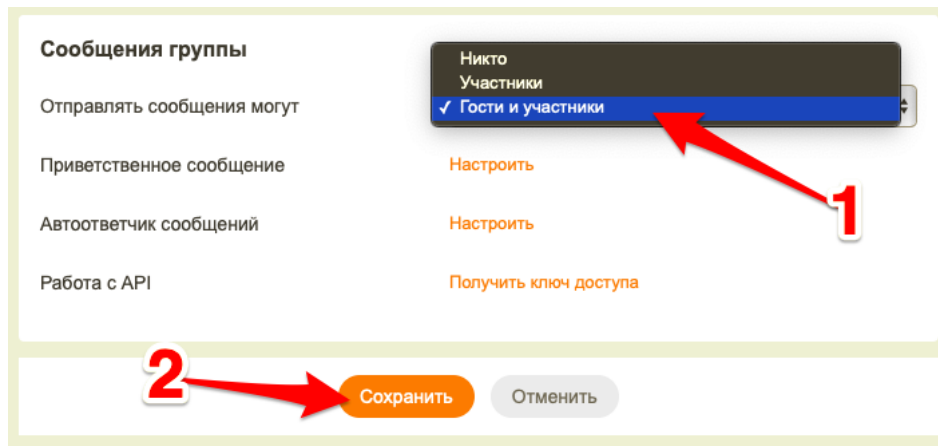 Сообщения группы
Никто
Участники
Отправлять сообщения могут
✓ Гости и участники
1
Приветственное сообщение
Настроить
Автоответчик сообщений
Настроить
Работа с API
Получить ключ доступа
2
Сохранить
Отменить